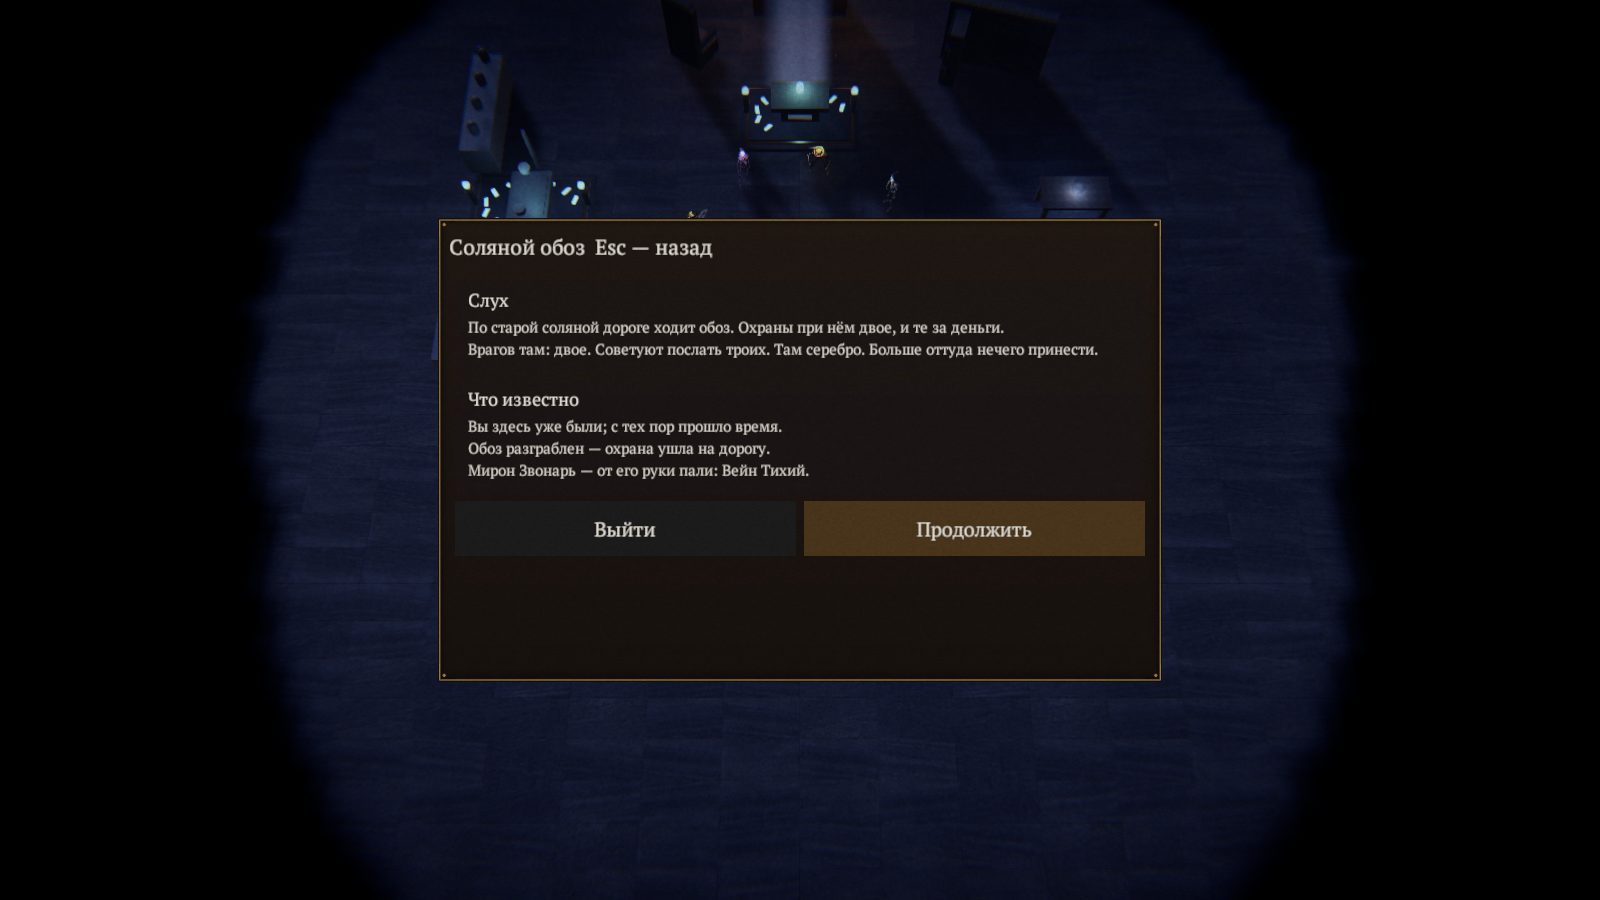 Соляной обоз Esc — назад
Слух
По старой соляной дороге ходит обоз. Охраны при нём двое, и те за деньги.
Врагов там: двое. Советуют послать троих. Там серебро. Больше оттуда нечего принести.
Что известно
Вы здесь уже были; с тех пор прошло время.
Обоз разграблен — охрана ушла на дорогу.
Мирон Звонарь — от его руки пали: Вейн Тихий.
Выйти
Продолжить